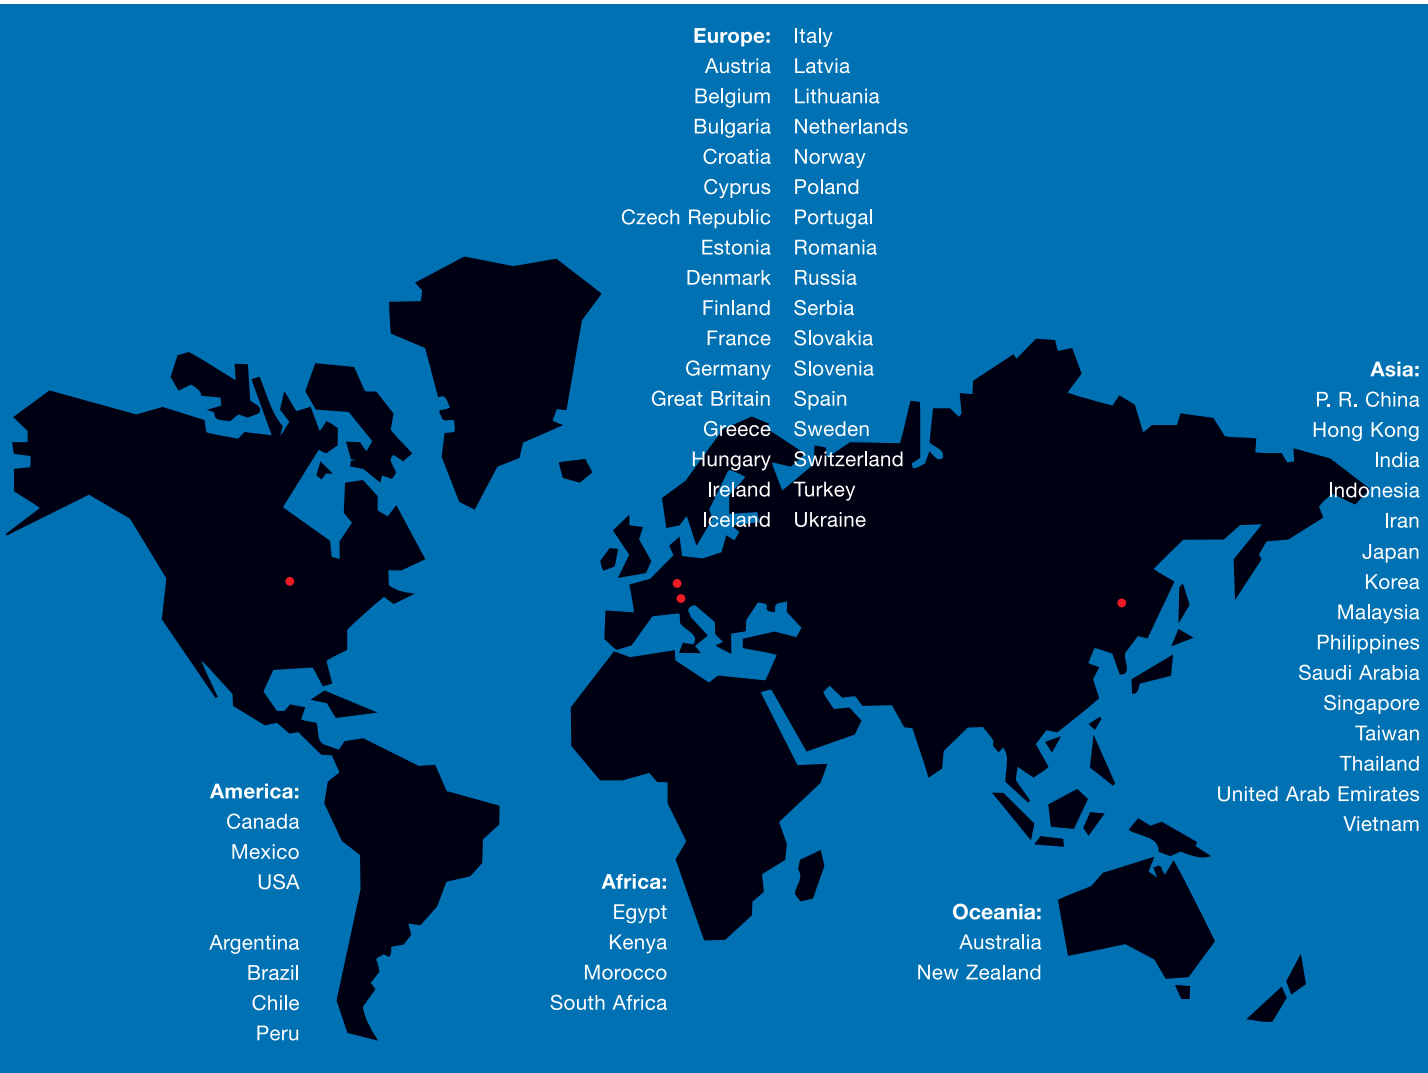 Europe:
Austria
Belgium
Bulgaria
Croatia
Cyprus
Czech Republic
Estonia
Denmark
Finland
France
Germany
Great Britain
Greece
Hungary
Ireland
Iceland
Italy
Latvia
Lithuania
Netherlands
Norway
Poland
Portugal
Romania
Russia
Serbia
Slovakia
Slovenia
Spain
Sweden
Switzerland
Turkey
Ukraine
Asia:
P. R. China
Hong Kong
India
Indonesia
Iran
Japan
Korea
Malaysia
Philippines
Saudi Arabia
Singapore
Taiwan
Thailand
United Arab Emirates
Vietnam
America:
Canada
Mexico
USA
Argentina
Brazil
Chile
Peru
Africa:
Egypt
Kenya
Morocco
South Africa
Oceania:
Australia
New Zealand